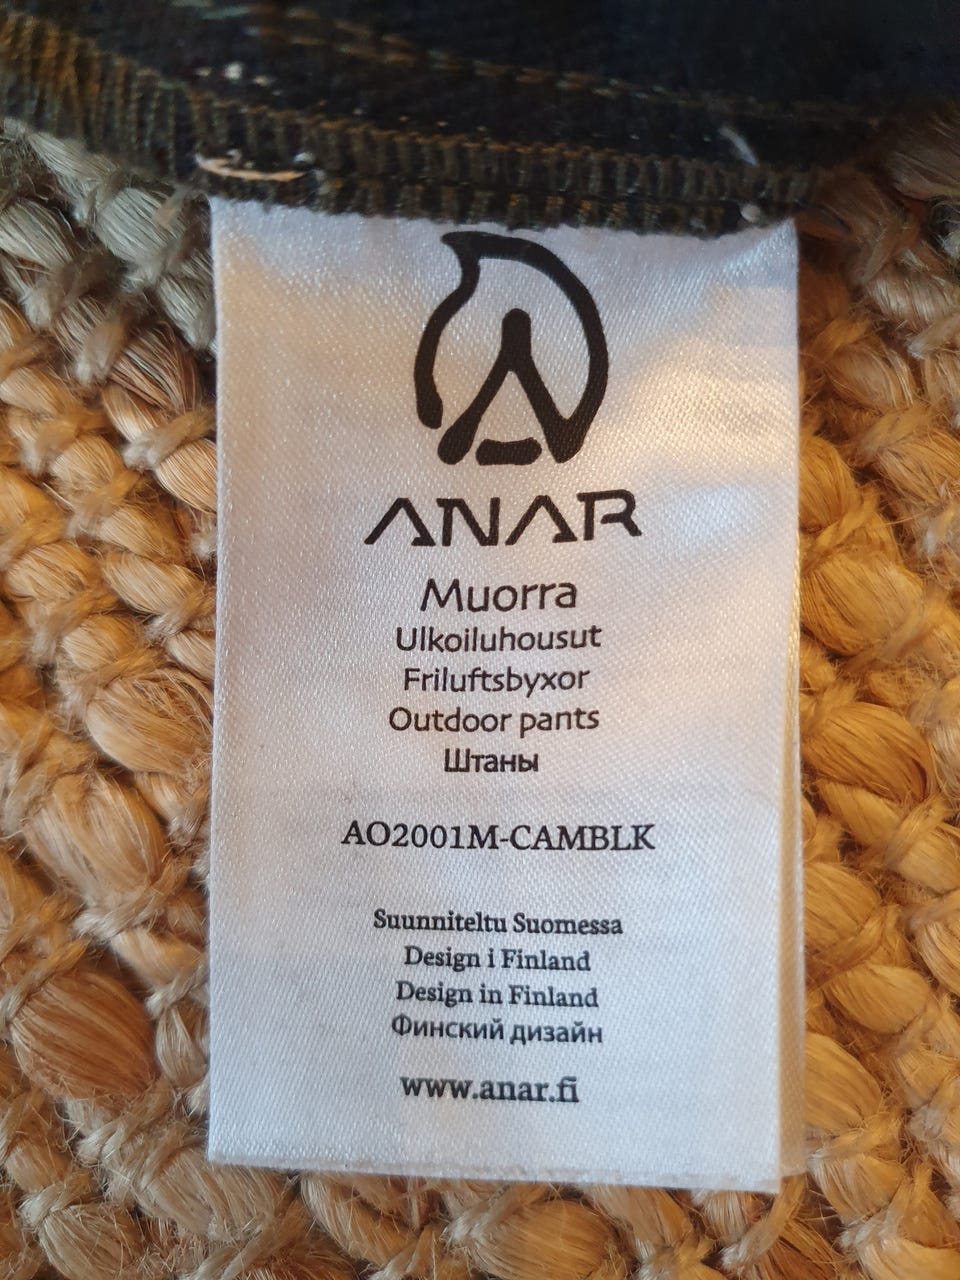 ANAR
Muorra
Ulkoiluhousut
Friluftsbyxor
Outdoor pants
Штаны
AO2001M-CAMBLK
Suunniteltu Suomessa
Design i Finland
Design in Finland
Финский дизайн
www.anar.fi